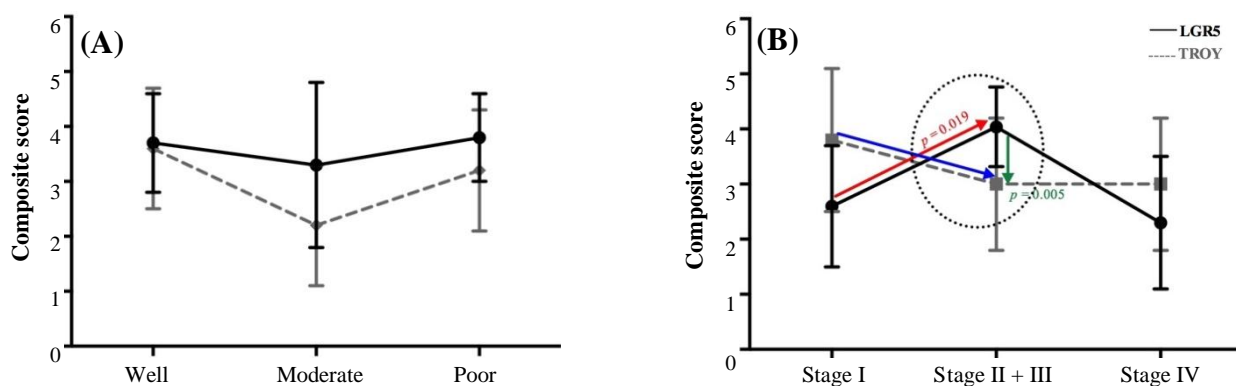 (A)
Composite score
6
5
4
3
2
1
0
Well Moderate Poor
(B)
Composite score
6
5
4
3
2
1
0
LGR5
TROY
p = 0.019
p = 0.005
Stage I Stage II + III Stage IV